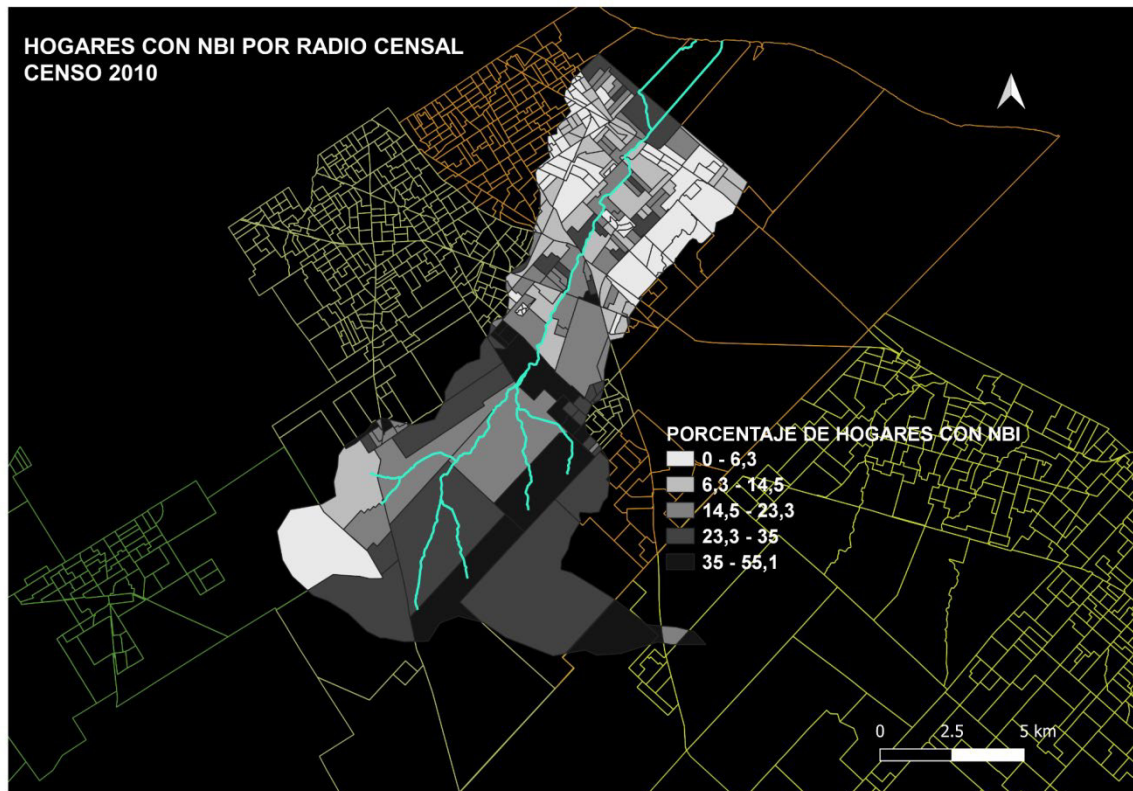 HOGARES CON NBI POR RADIO CENSAL
CENSO 2010
PORCENTAJE DE HOGARES CON NBI
0 - 6,3
6,3 - 14,5
14,5 - 23,3
23,3 - 35
35 - 55,1
0 2.5 5 km